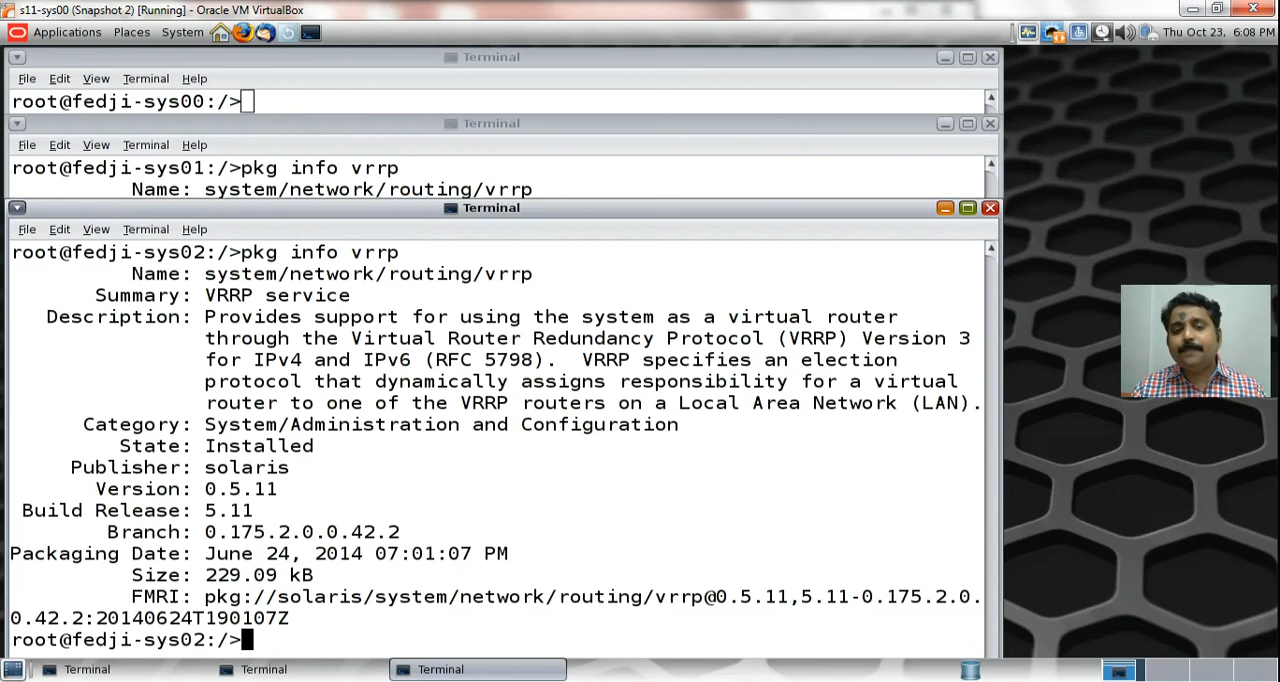 s11-sys00 (Snapshot 2) [Running] - Oracle VM VirtualBox
Applications Places System Thu Oct 23, 6:08 PM
Terminal
File Edit View Terminal Help
root@fedji-sys00:/>
Terminal
File Edit View Terminal Help
root@fedji-sys01:/>pkg info vrrp
Name: system/network/routing/vrrp
Terminal
File Edit View Terminal Help
root@fedji-sys02:/>pkg info vrrp
Name: system/network/routing/vrrp
Summary: VRRP service
Description: Provides support for using the system as a virtual router
through the Virtual Router Redundancy Protocol (VRRP) Version 3
for IPv4 and IPv6 (RFC 5798).  VRRP specifies an election
protocol that dynamically assigns responsibility for a virtual
router to one of the VRRP routers on a Local Area Network (LAN).
Category: System/Administration and Configuration
State: Installed
Publisher: solaris
Version: 0.5.11
Build Release: 5.11
Branch: 0.175.2.0.0.42.2
Packaging Date: June 24, 2014 07:01:07 PM
Size: 229.09 kB
FMRI: pkg://solaris/system/network/routing/vrrp@0.5.11,5.11-0.175.2.0.
0.42.2:20140624T190107Z
root@fedji-sys02:/>
Terminal Terminal Terminal